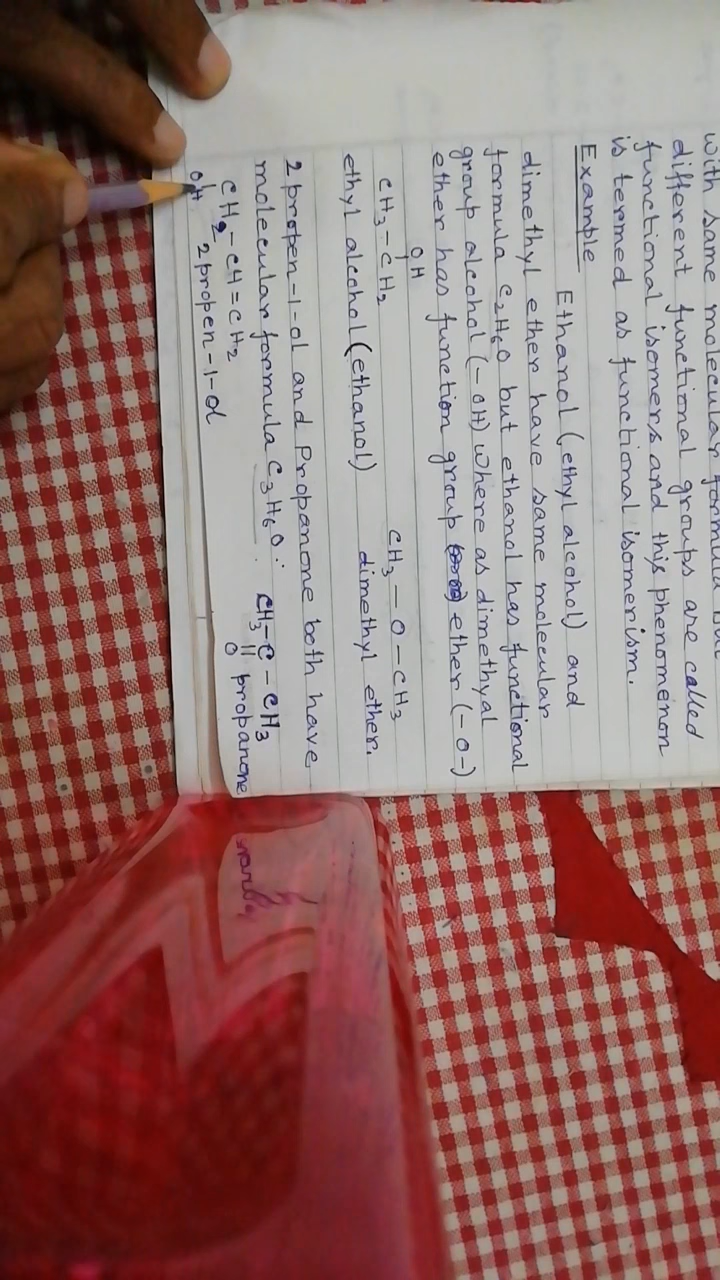 with same molecular formula but
different functional groups are called
functional isomers and this phenomenon
is termed as functional isomerism.
Example
Ethanol (ethyl alcohol) and
dimethyl ether have same molecular
formula C2H6O but ethanol has functional
group alcohol (-OH) where as dimethyal
ether has function group ether (-O-)
OH
CH3-CH2 CH3-O-CH3
ethyl alcohol (ethanol) dimethyl ether.
2 propen-1-ol and Propanone both have
molecular formula C3H6O:
CH2-CH=CH2 CH3-C-CH3
OH O
2 propen-1-ol propanone